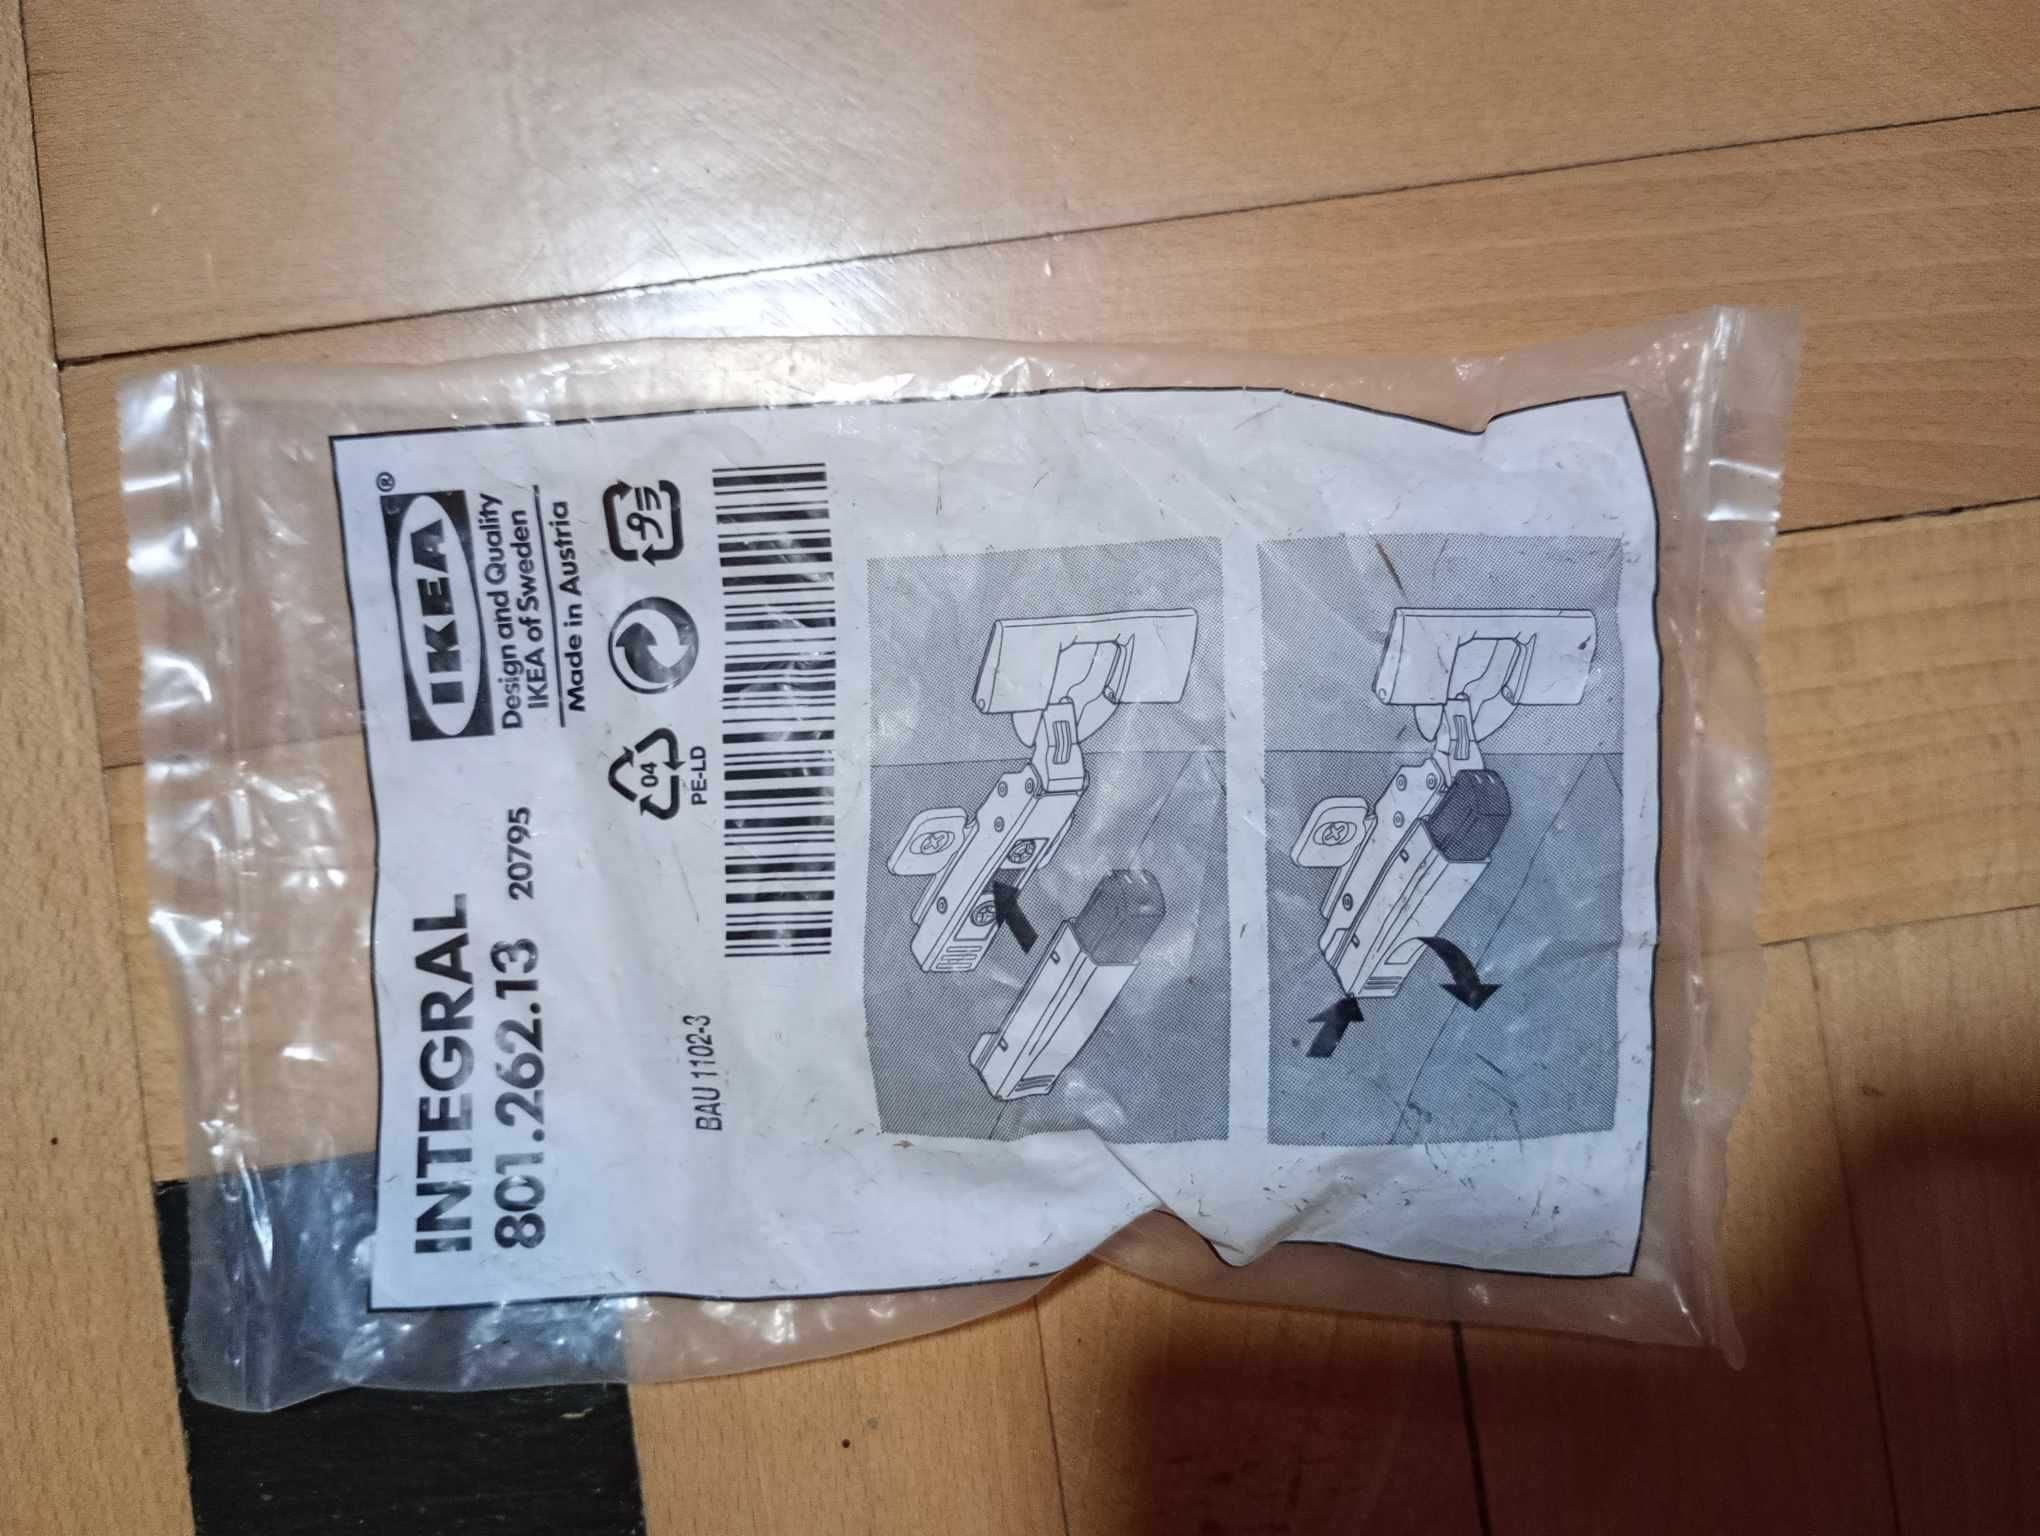 INTEGRAL
801.262.13 20795
IKEA®
Design and Quality
IKEA of Sweden
Made in Austria
04
PE-LD
BAU 1102-3